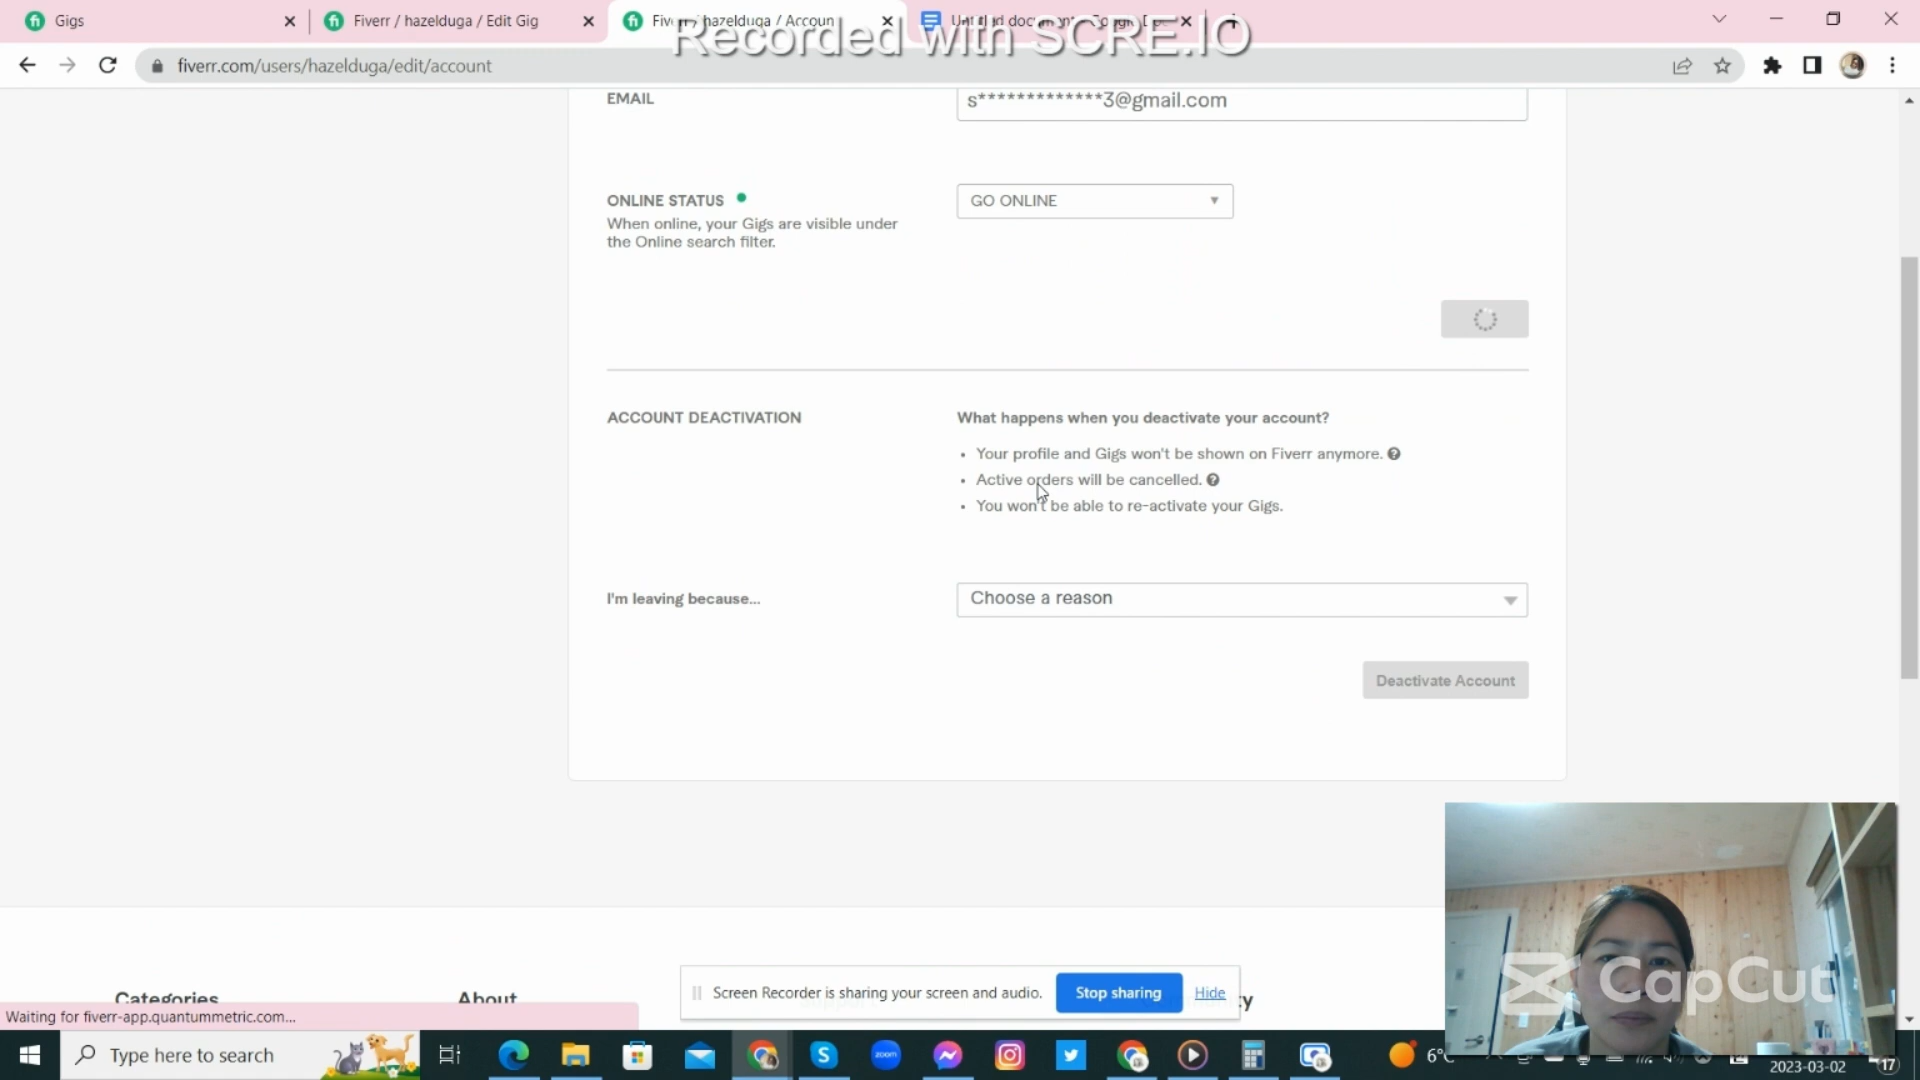 Gigs
Fiverr / hazelduga / Edit Gig
hazelduga / Accoun
Recorded with SCRE.IO
fiverr.com/users/hazelduga/edit/account
EMAIL
s*************3@gmail.com
ONLINE STATUS
GO ONLINE
When online, your Gigs are visible under
the Online search filter.
ACCOUNT DEACTIVATION
What happens when you deactivate your account?
Your profile and Gigs won't be shown on Fiverr anymore.
Active orders will be cancelled.
You won't be able to re-activate your Gigs.
I'm leaving because...
Choose a reason
Deactivate Account
CapCut
Categories
About
Screen Recorder is sharing your screen and audio.
Stop sharing
Hide
Waiting for fiverr-app.quantummetric.com...
Type here to search
zoom
6°C
2023-03-02
17